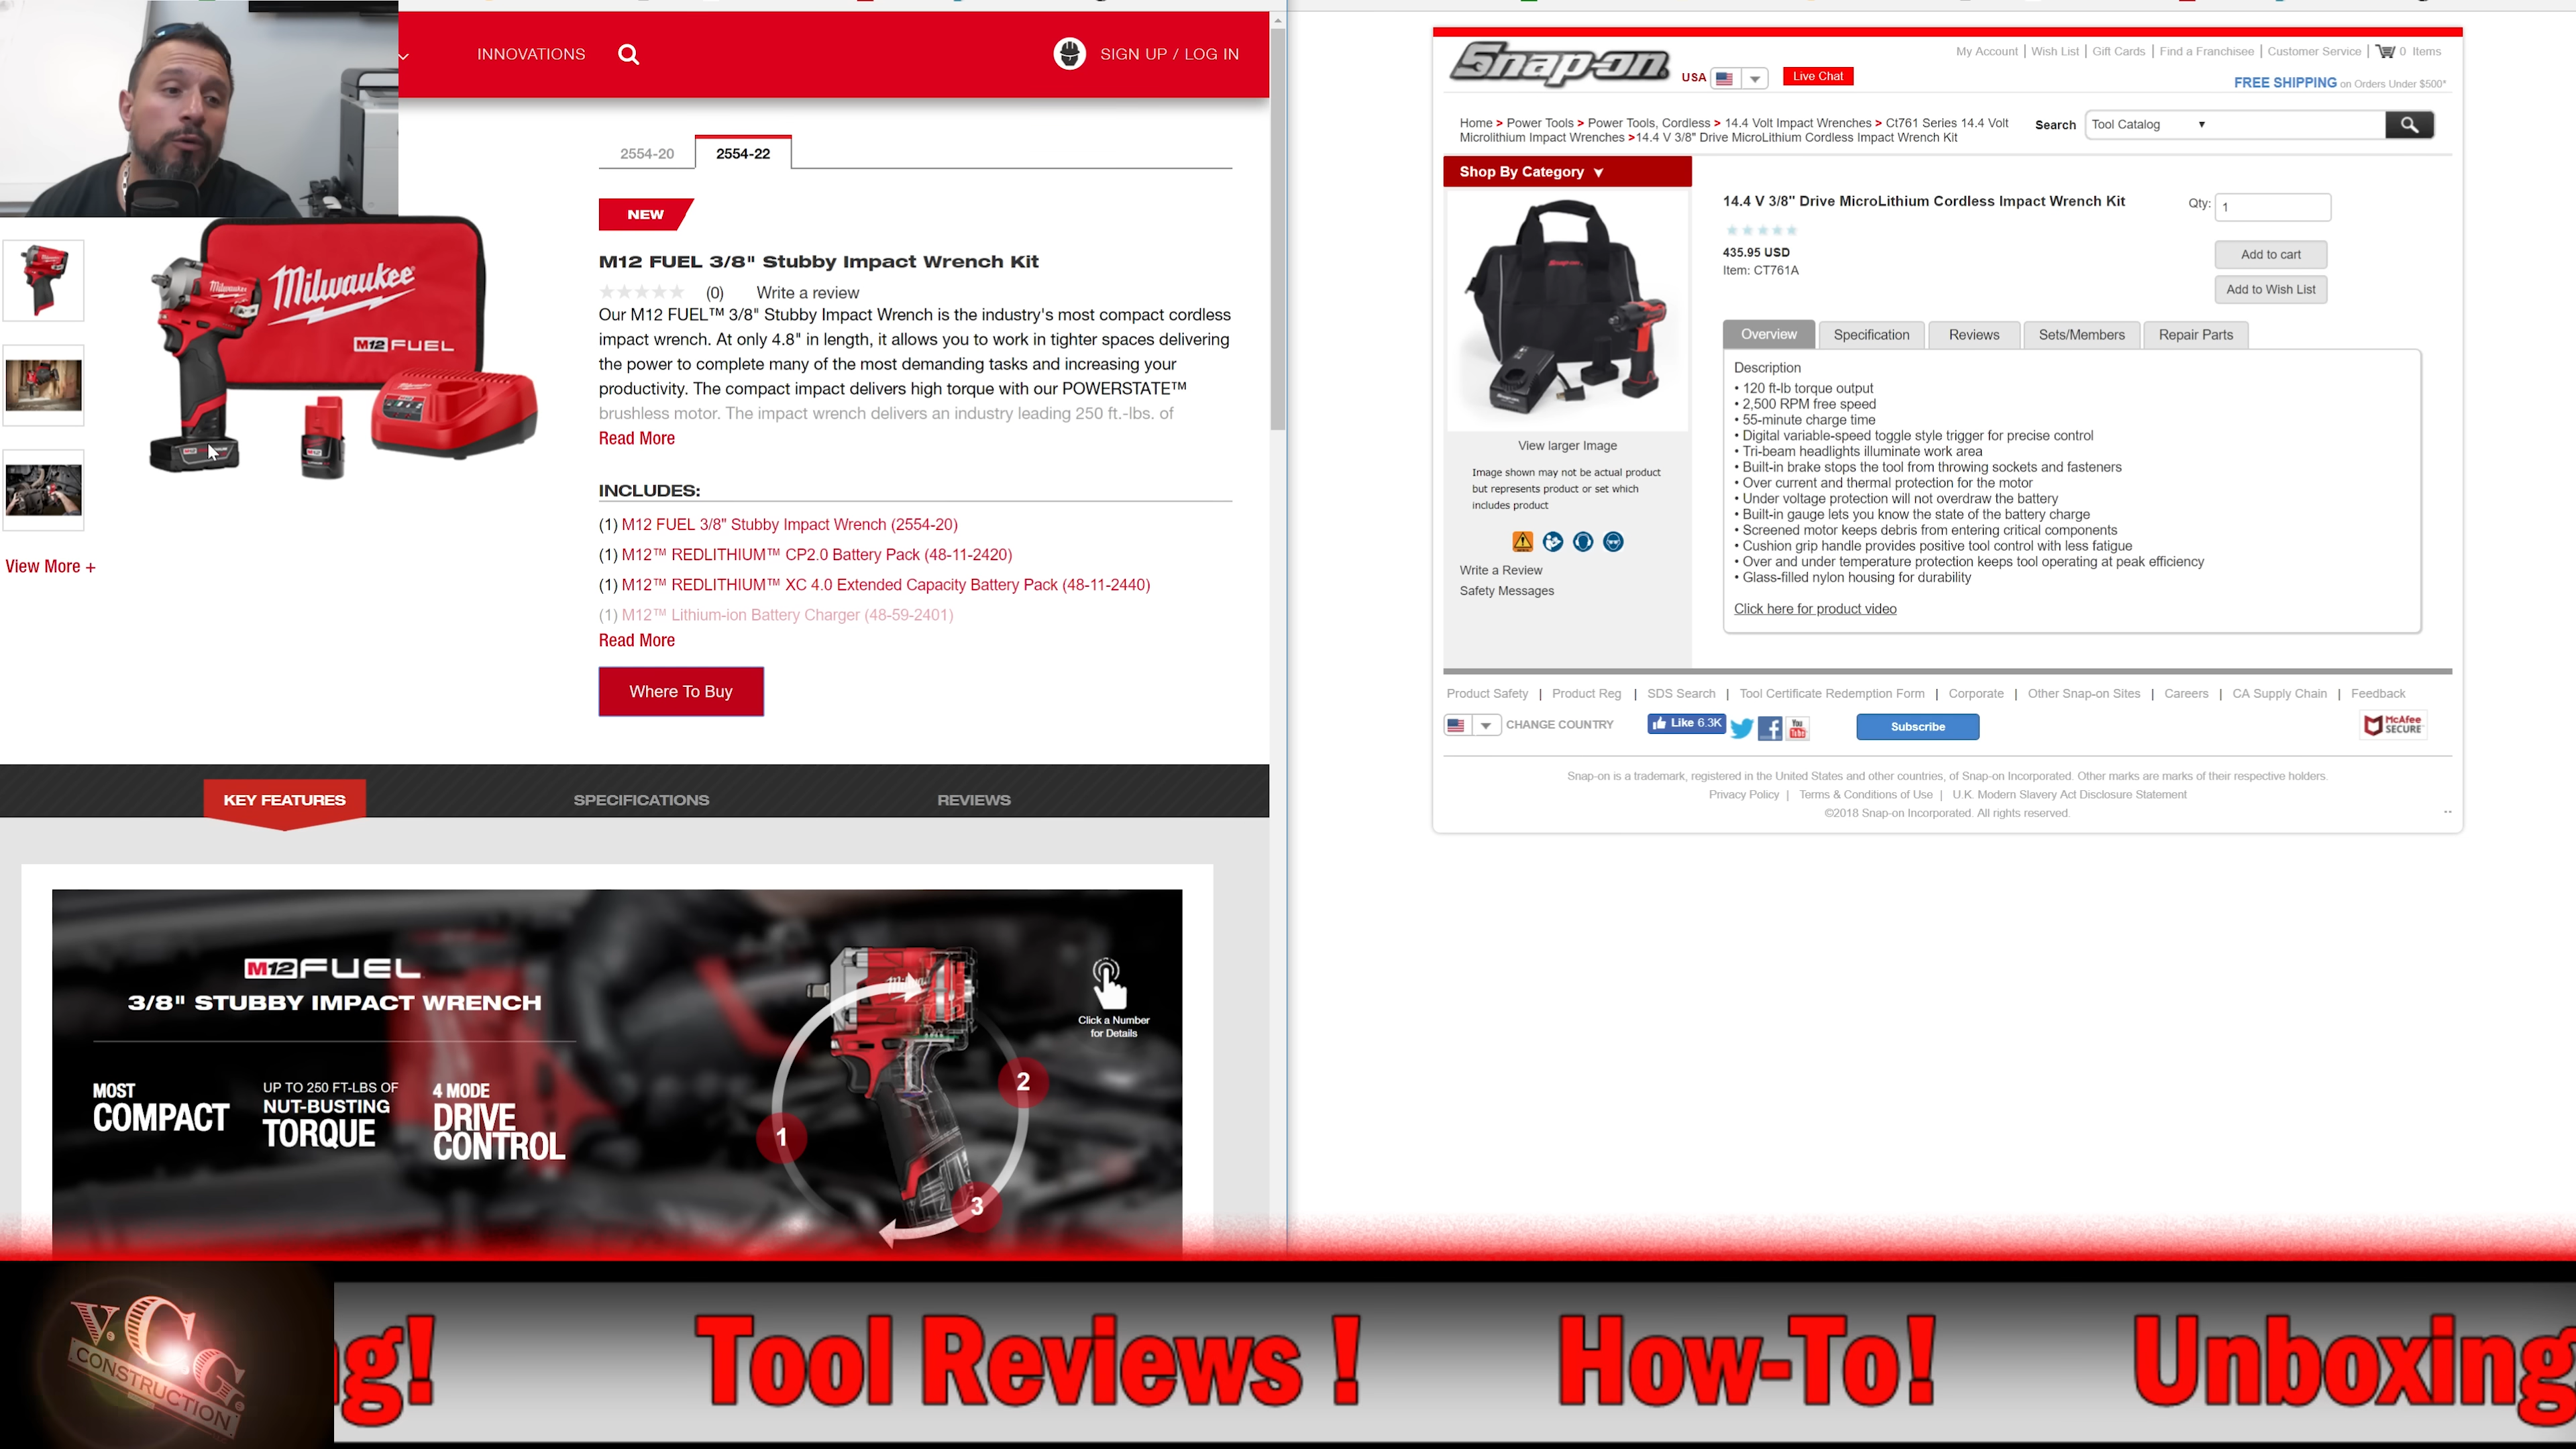 INNOVATIONS
SIGN UP / LOG IN
2554-20
2554-22
NEW
M12 FUEL 3/8" Stubby Impact Wrench Kit
(0) Write a review
Our M12 FUEL™ 3/8" Stubby Impact Wrench is the industry's most compact cordless
impact wrench. At only 4.8" in length, it allows you to work in tighter spaces delivering
the power to complete many of the most demanding tasks and increasing your
productivity. The compact impact delivers high torque with our POWERSTATE™
brushless motor. The impact wrench delivers an industry leading 250 ft.-lbs. of
Read More
Milwaukee
M12 FUEL
View More +
INCLUDES:
(1) M12 FUEL 3/8" Stubby Impact Wrench (2554-20)
(1) M12™ REDLITHIUM™ CP2.0 Battery Pack (48-11-2420)
(1) M12™ REDLITHIUM™ XC 4.0 Extended Capacity Battery Pack (48-11-2440)
(1) M12™ Lithium-ion Battery Charger (48-59-2401)
Read More
Where To Buy
KEY FEATURES
SPECIFICATIONS
REVIEWS
M12 FUEL
3/8" STUBBY IMPACT WRENCH
MOST
COMPACT
UP TO 250 FT-LBS OF
NUT-BUSTING
TORQUE
4 MODE
DRIVE
CONTROL
Click a Number
for Details
1
2
3
Snap-on
USA
Live Chat
My Account | Wish List | Gift Cards | Find a Franchisee | Customer Service | 0 Items
FREE SHIPPING on Orders Under $500*
Home > Power Tools > Power Tools, Cordless > 14.4 Volt Impact Wrenches > Ct761 Series 14.4 Volt
Microlithium Impact Wrenches >14.4 V 3/8" Drive MicroLithium Cordless Impact Wrench Kit
Search
Tool Catalog
Shop By Category
14.4 V 3/8" Drive MicroLithium Cordless Impact Wrench Kit
Qty: 1
435.95 USD
Item: CT761A
Add to cart
Add to Wish List
Overview
Specification
Reviews
Sets/Members
Repair Parts
Description
• 120 ft-lb torque output
• 2,500 RPM free speed
• 55-minute charge time
• Digital variable-speed toggle style trigger for precise control
• Tri-beam headlights illuminate work area
• Built-in brake stops the tool from throwing sockets and fasteners
• Over current and thermal protection for the motor
• Under voltage protection will not overdraw the battery
• Built-in gauge lets you know the state of the battery charge
• Screened motor keeps debris from entering critical components
• Cushion grip handle provides positive tool control with less fatigue
• Over and under temperature protection keeps tool operating at peak efficiency
• Glass-filled nylon housing for durability
Click here for product video
View larger Image
Image shown may not be actual product
but represents product or set which
includes product
Write a Review
Safety Messages
Product Safety | Product Reg | SDS Search | Tool Certificate Redemption Form | Corporate | Other Snap-on Sites | Careers | CA Supply Chain | Feedback
CHANGE COUNTRY
Like 6.3K
You Tube
Subscribe
McAfee
SECURE
Snap-on is a trademark, registered in the United States and other countries, of Snap-on Incorporated. Other marks are marks of their respective holders.
Privacy Policy | Terms & Conditions of Use | U.K. Modern Slavery Act Disclosure Statement
©2018 Snap-on Incorporated. All rights reserved.
V.C.G.
CONSTRUCTION
g! Tool Reviews ! How-To! Unboxing